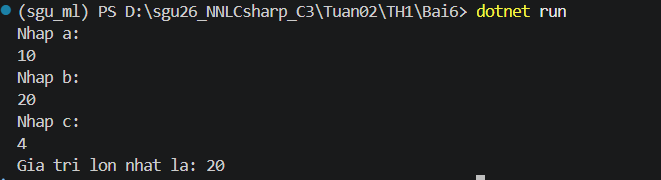 (sgu_ml) PS D:\sgu26_NNLCsharp_C3\Tuan02\TH1\Bai6> dotnet run
Nhap a:
10
Nhap b:
20
Nhap c:
4
Gia tri lon nhat la: 20